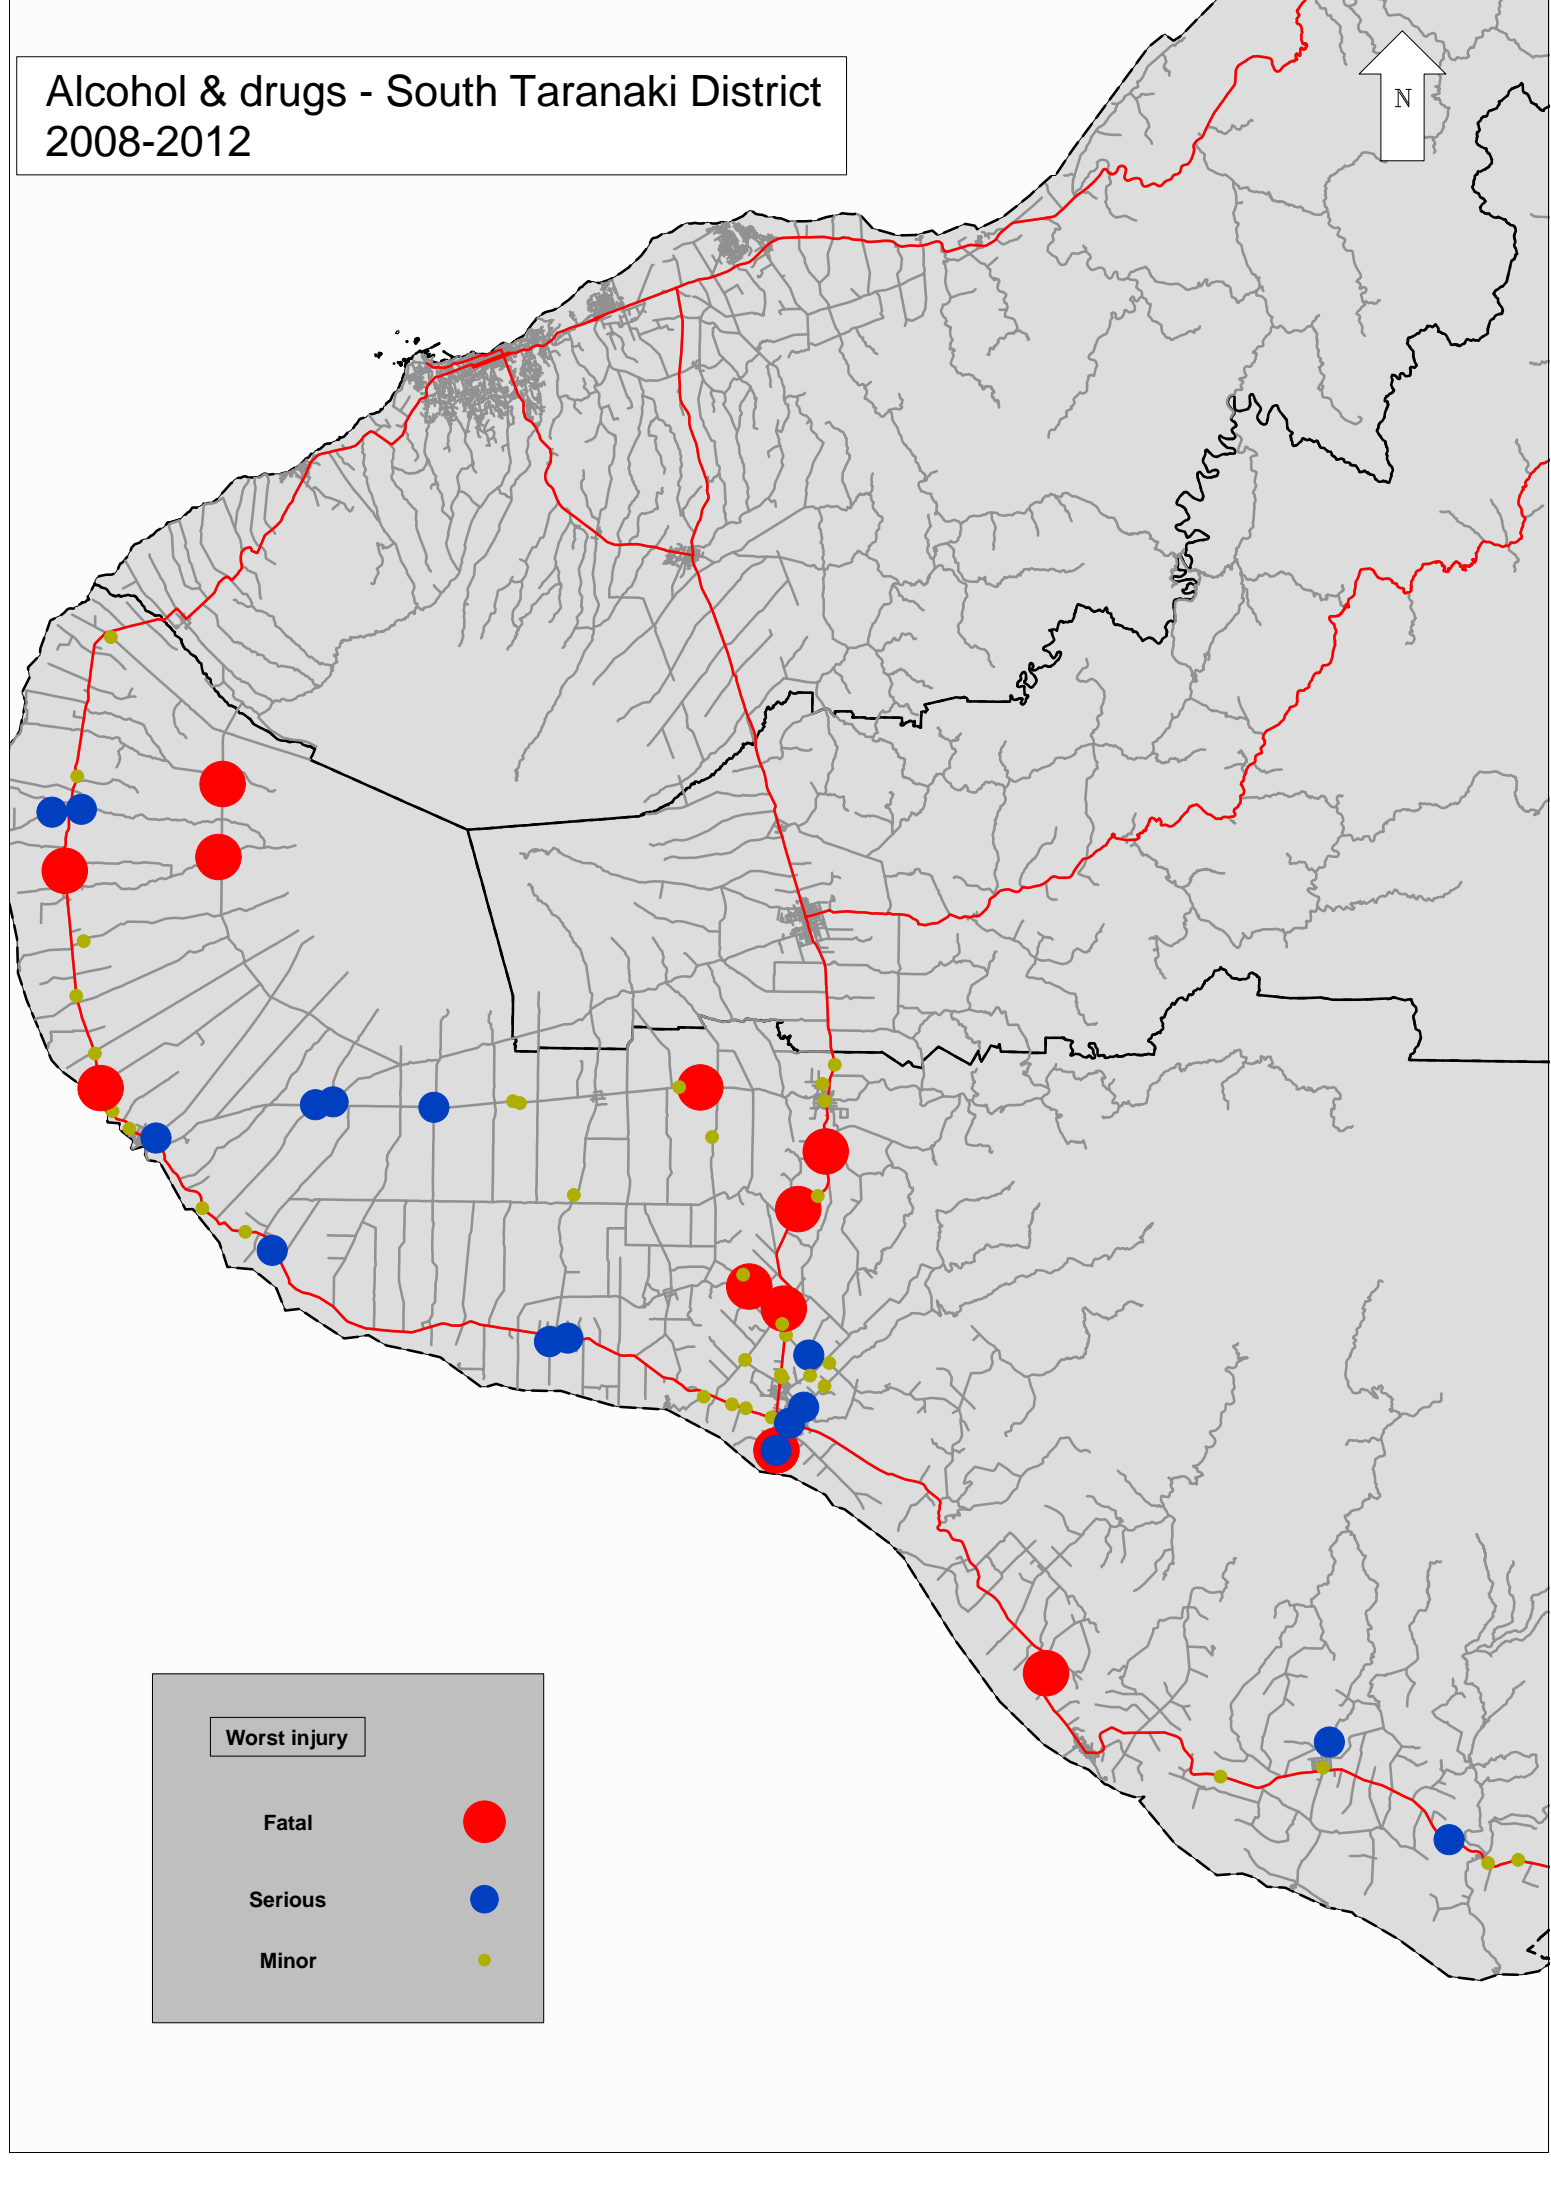 Alcohol & drugs - South Taranaki District
2008-2012
N
Worst injury
Fatal
Serious
Minor